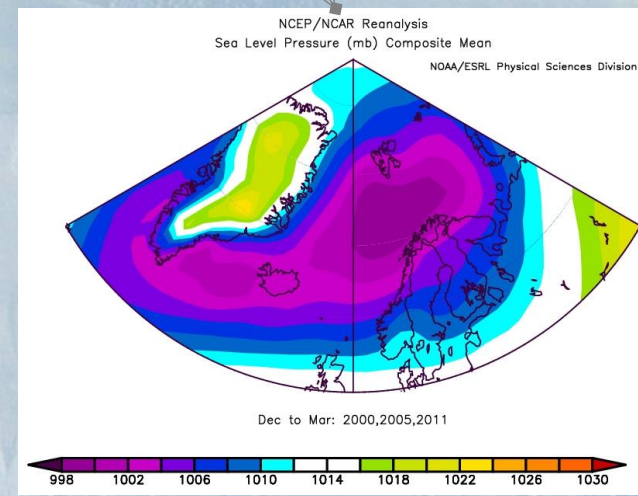 NCEP/NCAR Reanalysis
Sea Level Pressure (mb) Composite Mean
NOAA/ESRL Physical Sciences Division
Dec to Mar: 2000,2005,2011
998 1002 1006 1010 1014 1018 1022 1026 1030